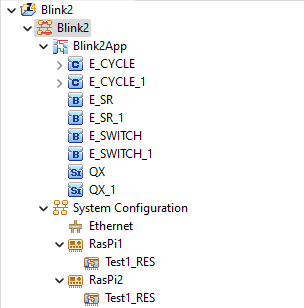 Blink2
Blink2
Blink2App
E_CYCLE
E_CYCLE_1
E_SR
E_SR_1
E_SWITCH
E_SWITCH_1
QX
QX_1
System Configuration
Ethernet
RasPi1
Test1_RES
RasPi2
Test1_RES